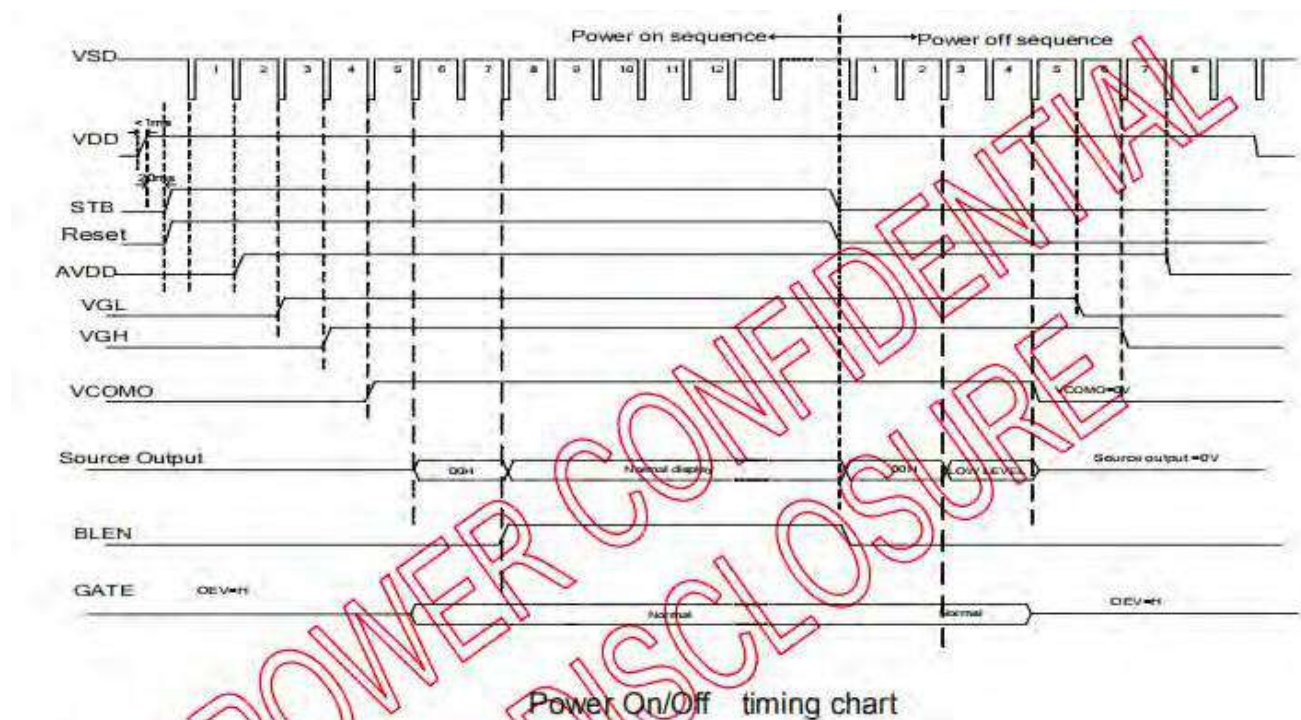 Power on sequence
Power off sequence
VSD
1 2 3 4 5 6 7 8 9 10 11 12 1 2 3 4 5 6 7 8
<1ms
VDD
STB
Reset
AVDD
VGL
VGH
VCOMO
VCOMO=0V
Source Output
00H
Normal display
00H
LOW LEVEL
Source output =0V
BLEN
GATE
OEV=H
Normal
Normal
OEV=H
POWER CONFIDENTIAL
DISCLOSURE
Power On/Off timing chart